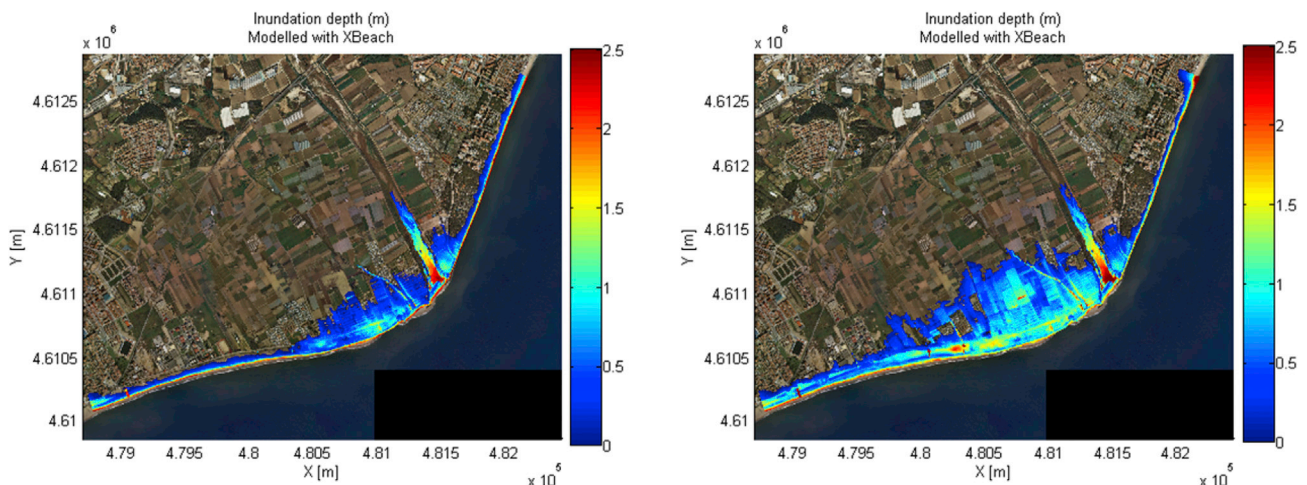 Inundation depth (m)
Modelled with XBeach
x 10 6
4.6125
4.612
4.6115
4.611
4.6105
4.61
Y [m]
4.79 4.795 4.8 4.805 4.81 4.815 4.82
X [m]
x 10 5
2.5
2
1.5
1
0.5
0
Inundation depth (m)
Modelled with XBeach
x 10 6
4.6125
4.612
4.6115
4.611
4.6105
4.61
Y [m]
4.79 4.795 4.8 4.805 4.81 4.815 4.82
X [m]
x 10 5
2.5
2
1.5
1
0.5
0